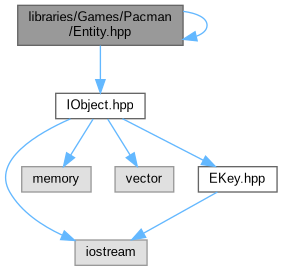 libraries/Games/Pacman
/Entity.hpp
IObject.hpp
memory
vector
EKey.hpp
iostream